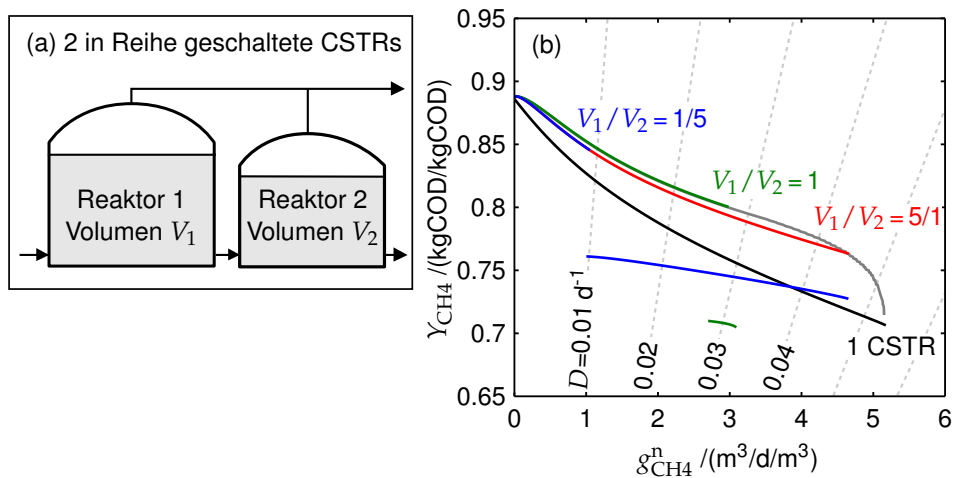 (a) 2 in Reihe geschaltete CSTRs
Reaktor 1
Volumen V₁
Reaktor 2
Volumen V₂
(b)
Y_CH4 /(kgCOD/kgCOD)
0.95
0.9
0.85
0.8
0.75
0.7
0.65
V₁/V₂ = 1/5
V₁/V₂ = 1
V₁/V₂ = 5/1
1 CSTR
D=0.01 d⁻¹
0.02
0.03
0.04
0 1 2 3 4 5 6
gⁿ_CH4 /(m³/d/m³)